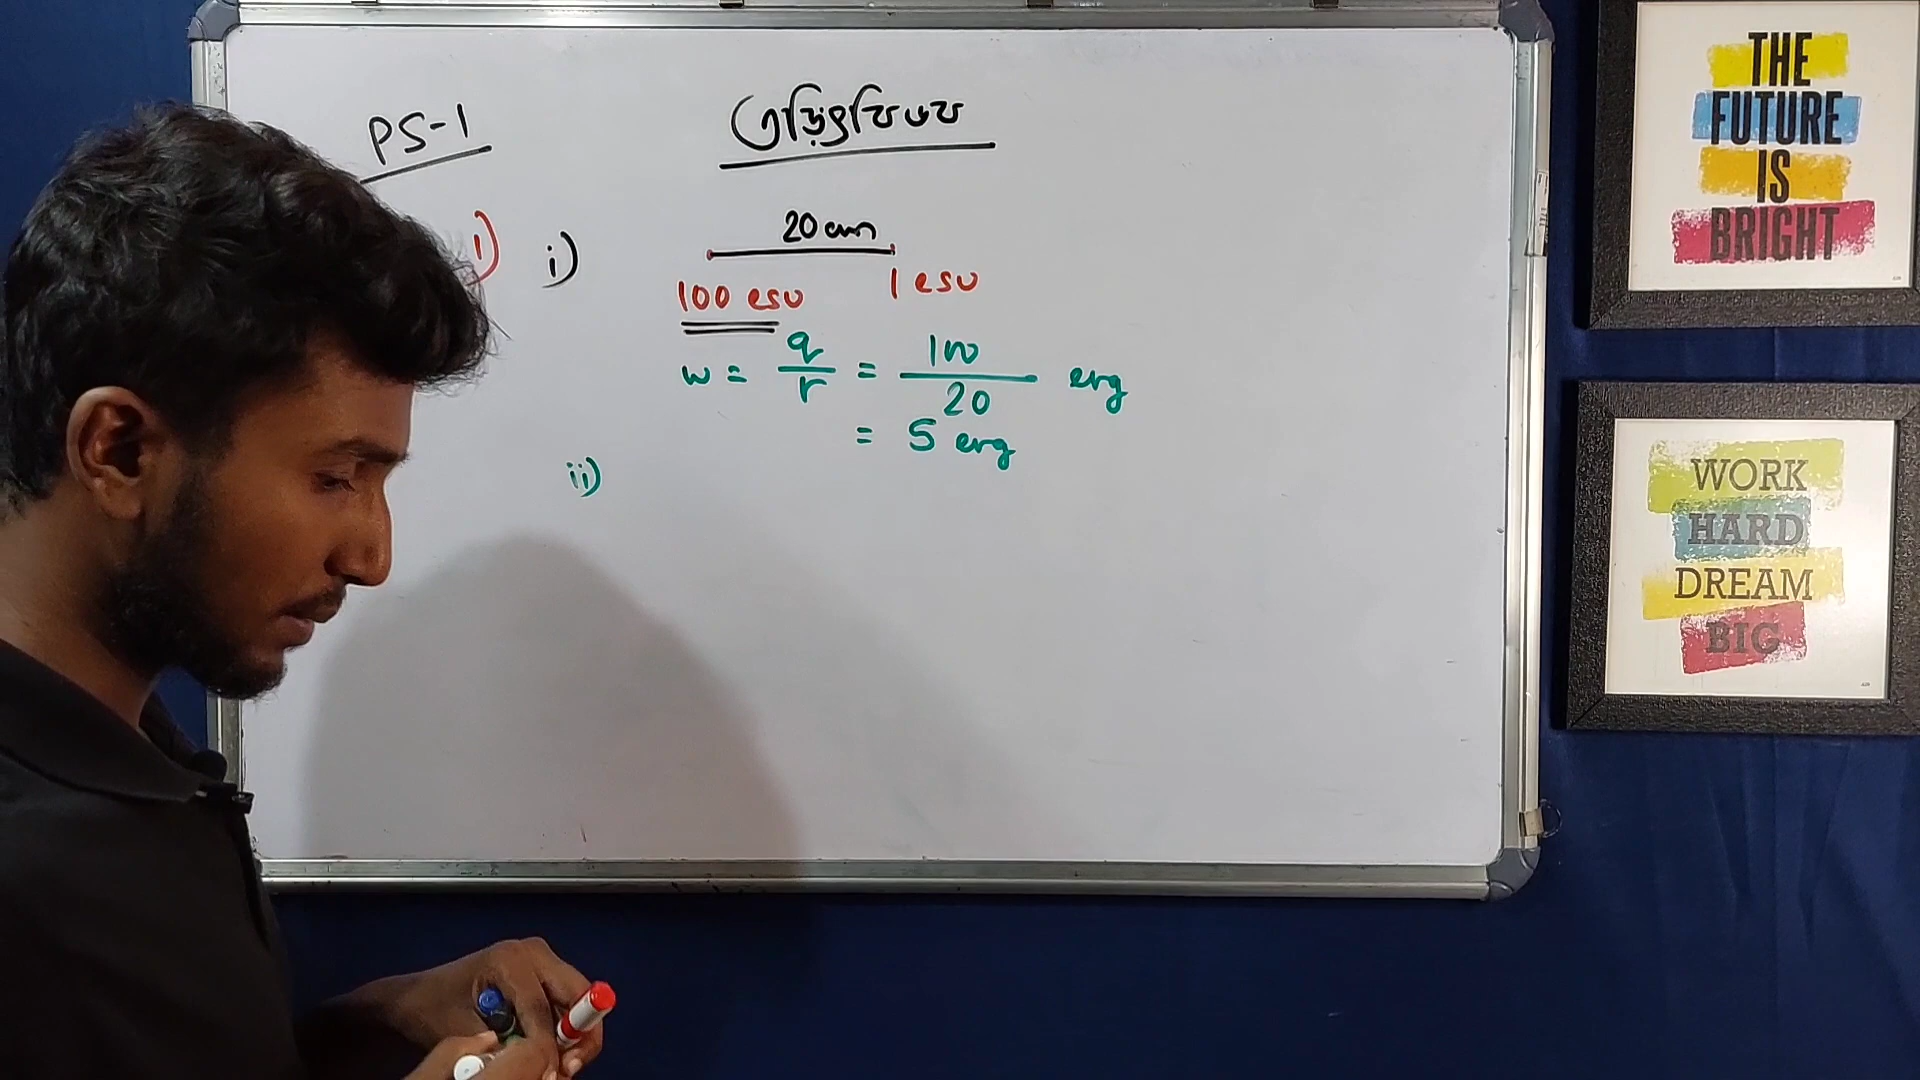 PS-1
তড়িৎবিভব
20 cm
1) i)
100 esu
1 esu
w = q/r = 100/20 erg
= 5 erg
ii)
THE
FUTURE
IS
BRIGHT
WORK
HARD
DREAM
BIG